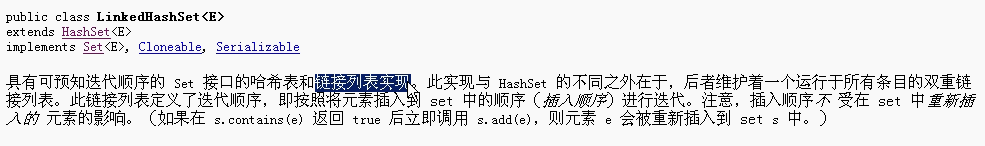 public class LinkedHashSet<E>
extends HashSet<E>
implements Set<E>, Cloneable, Serializable
具有可预知迭代顺序的 Set 接口的哈希表和链接列表实现。此实现与 HashSet 的不同之外在于，后者维护着一个运行于所有条目的双重链
接列表。此链接列表定义了迭代顺序，即按照将元素插入到 set 中的顺序（插入顺序）进行迭代。注意，插入顺序不 受在 set 中重新插
入的 元素的影响。（如果在 s.contains(e) 返回 true 后立即调用 s.add(e)，则元素 e 会被重新插入到 set s 中。）